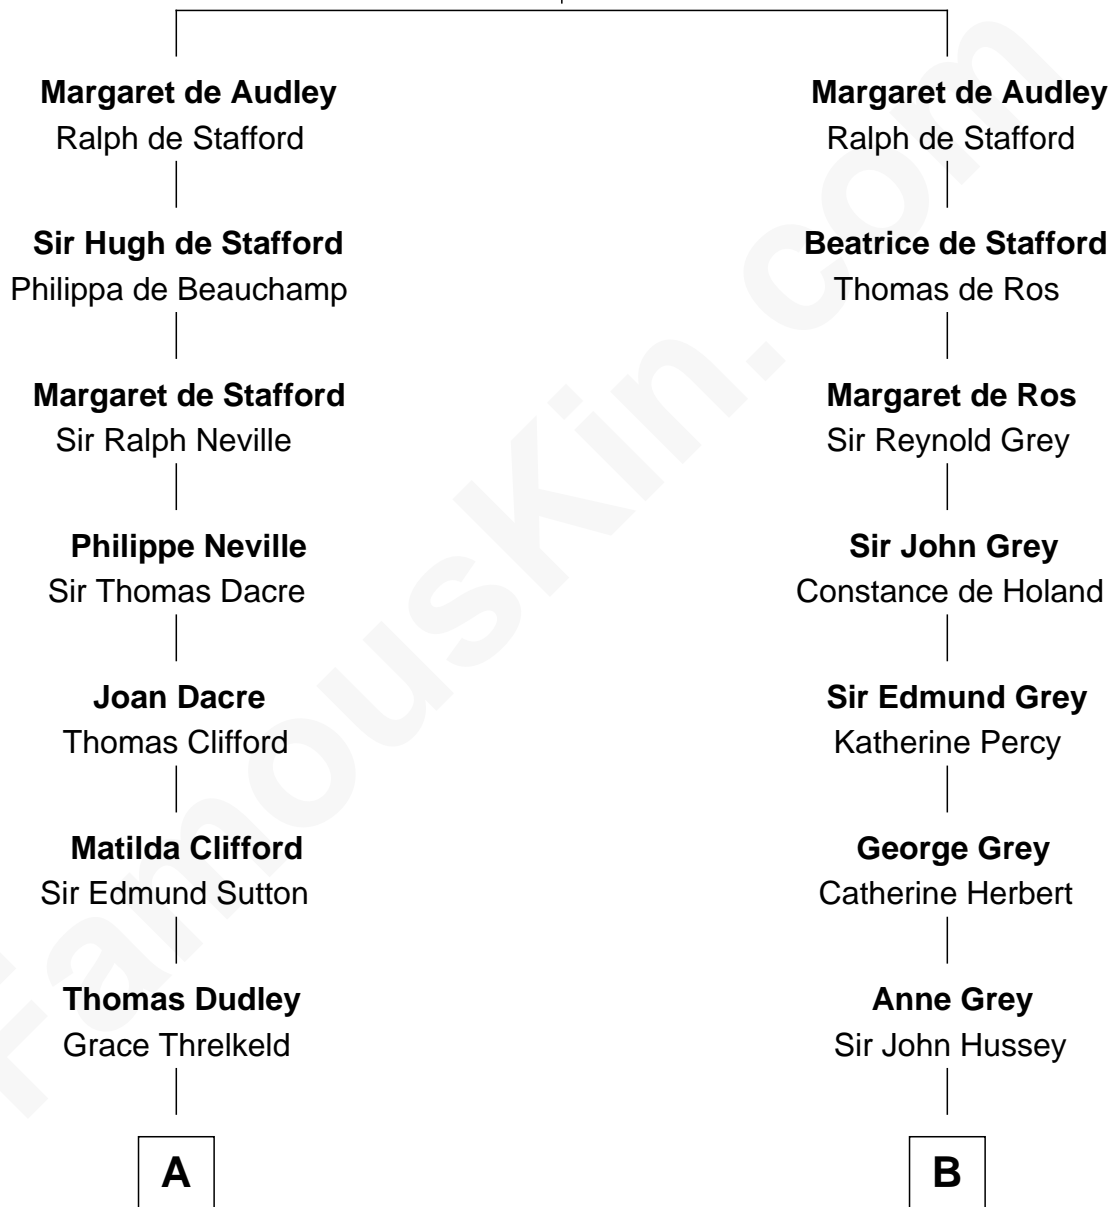 Margaret de Audley
Ralph de Stafford
Sir Hugh de Stafford
Philippa de Beauchamp
Margaret de Stafford
Sir Ralph Neville
Philippe Neville
Sir Thomas Dacre
Joan Dacre
Thomas Clifford
Matilda Clifford
Sir Edmund Sutton
Thomas Dudley
Grace Threlkeld
A
Margaret de Audley
Ralph de Stafford
Beatrice de Stafford
Thomas de Ros
Margaret de Ros
Sir Reynold Grey
Sir John Grey
Constance de Holand
Sir Edmund Grey
Katherine Percy
George Grey
Catherine Herbert
Anne Grey
Sir John Hussey
B
FamousKin.com